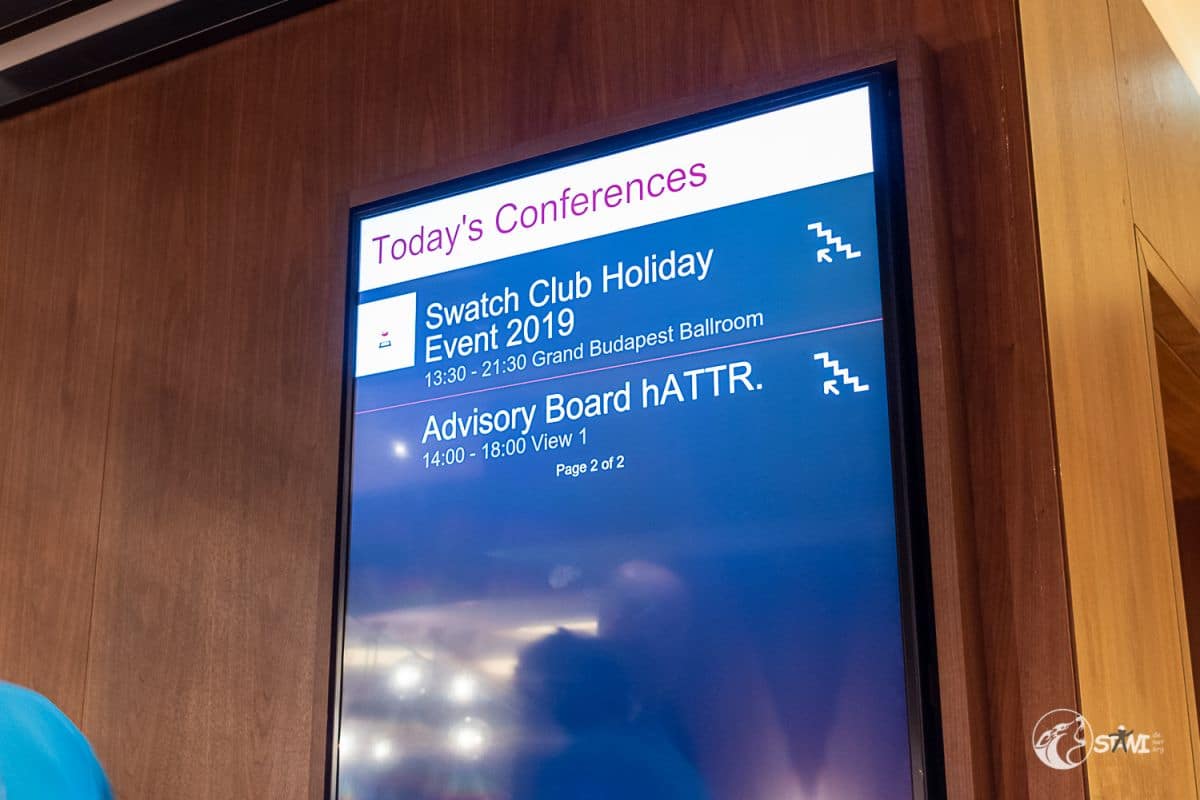 Today's Conferences
Swatch Club Holiday
Event 2019
13:30 - 21:30 Grand Budapest Ballroom
Advisory Board hATTR.
14:00 - 18:00 View 1
Page 2 of 2
STAMI